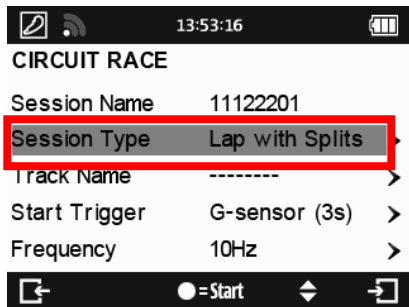 13:53:16
CIRCUIT RACE
Session Name 11122201
Session Type Lap with Splits
Track Name --------
Start Trigger G-sensor (3s)
Frequency 10Hz
=Start